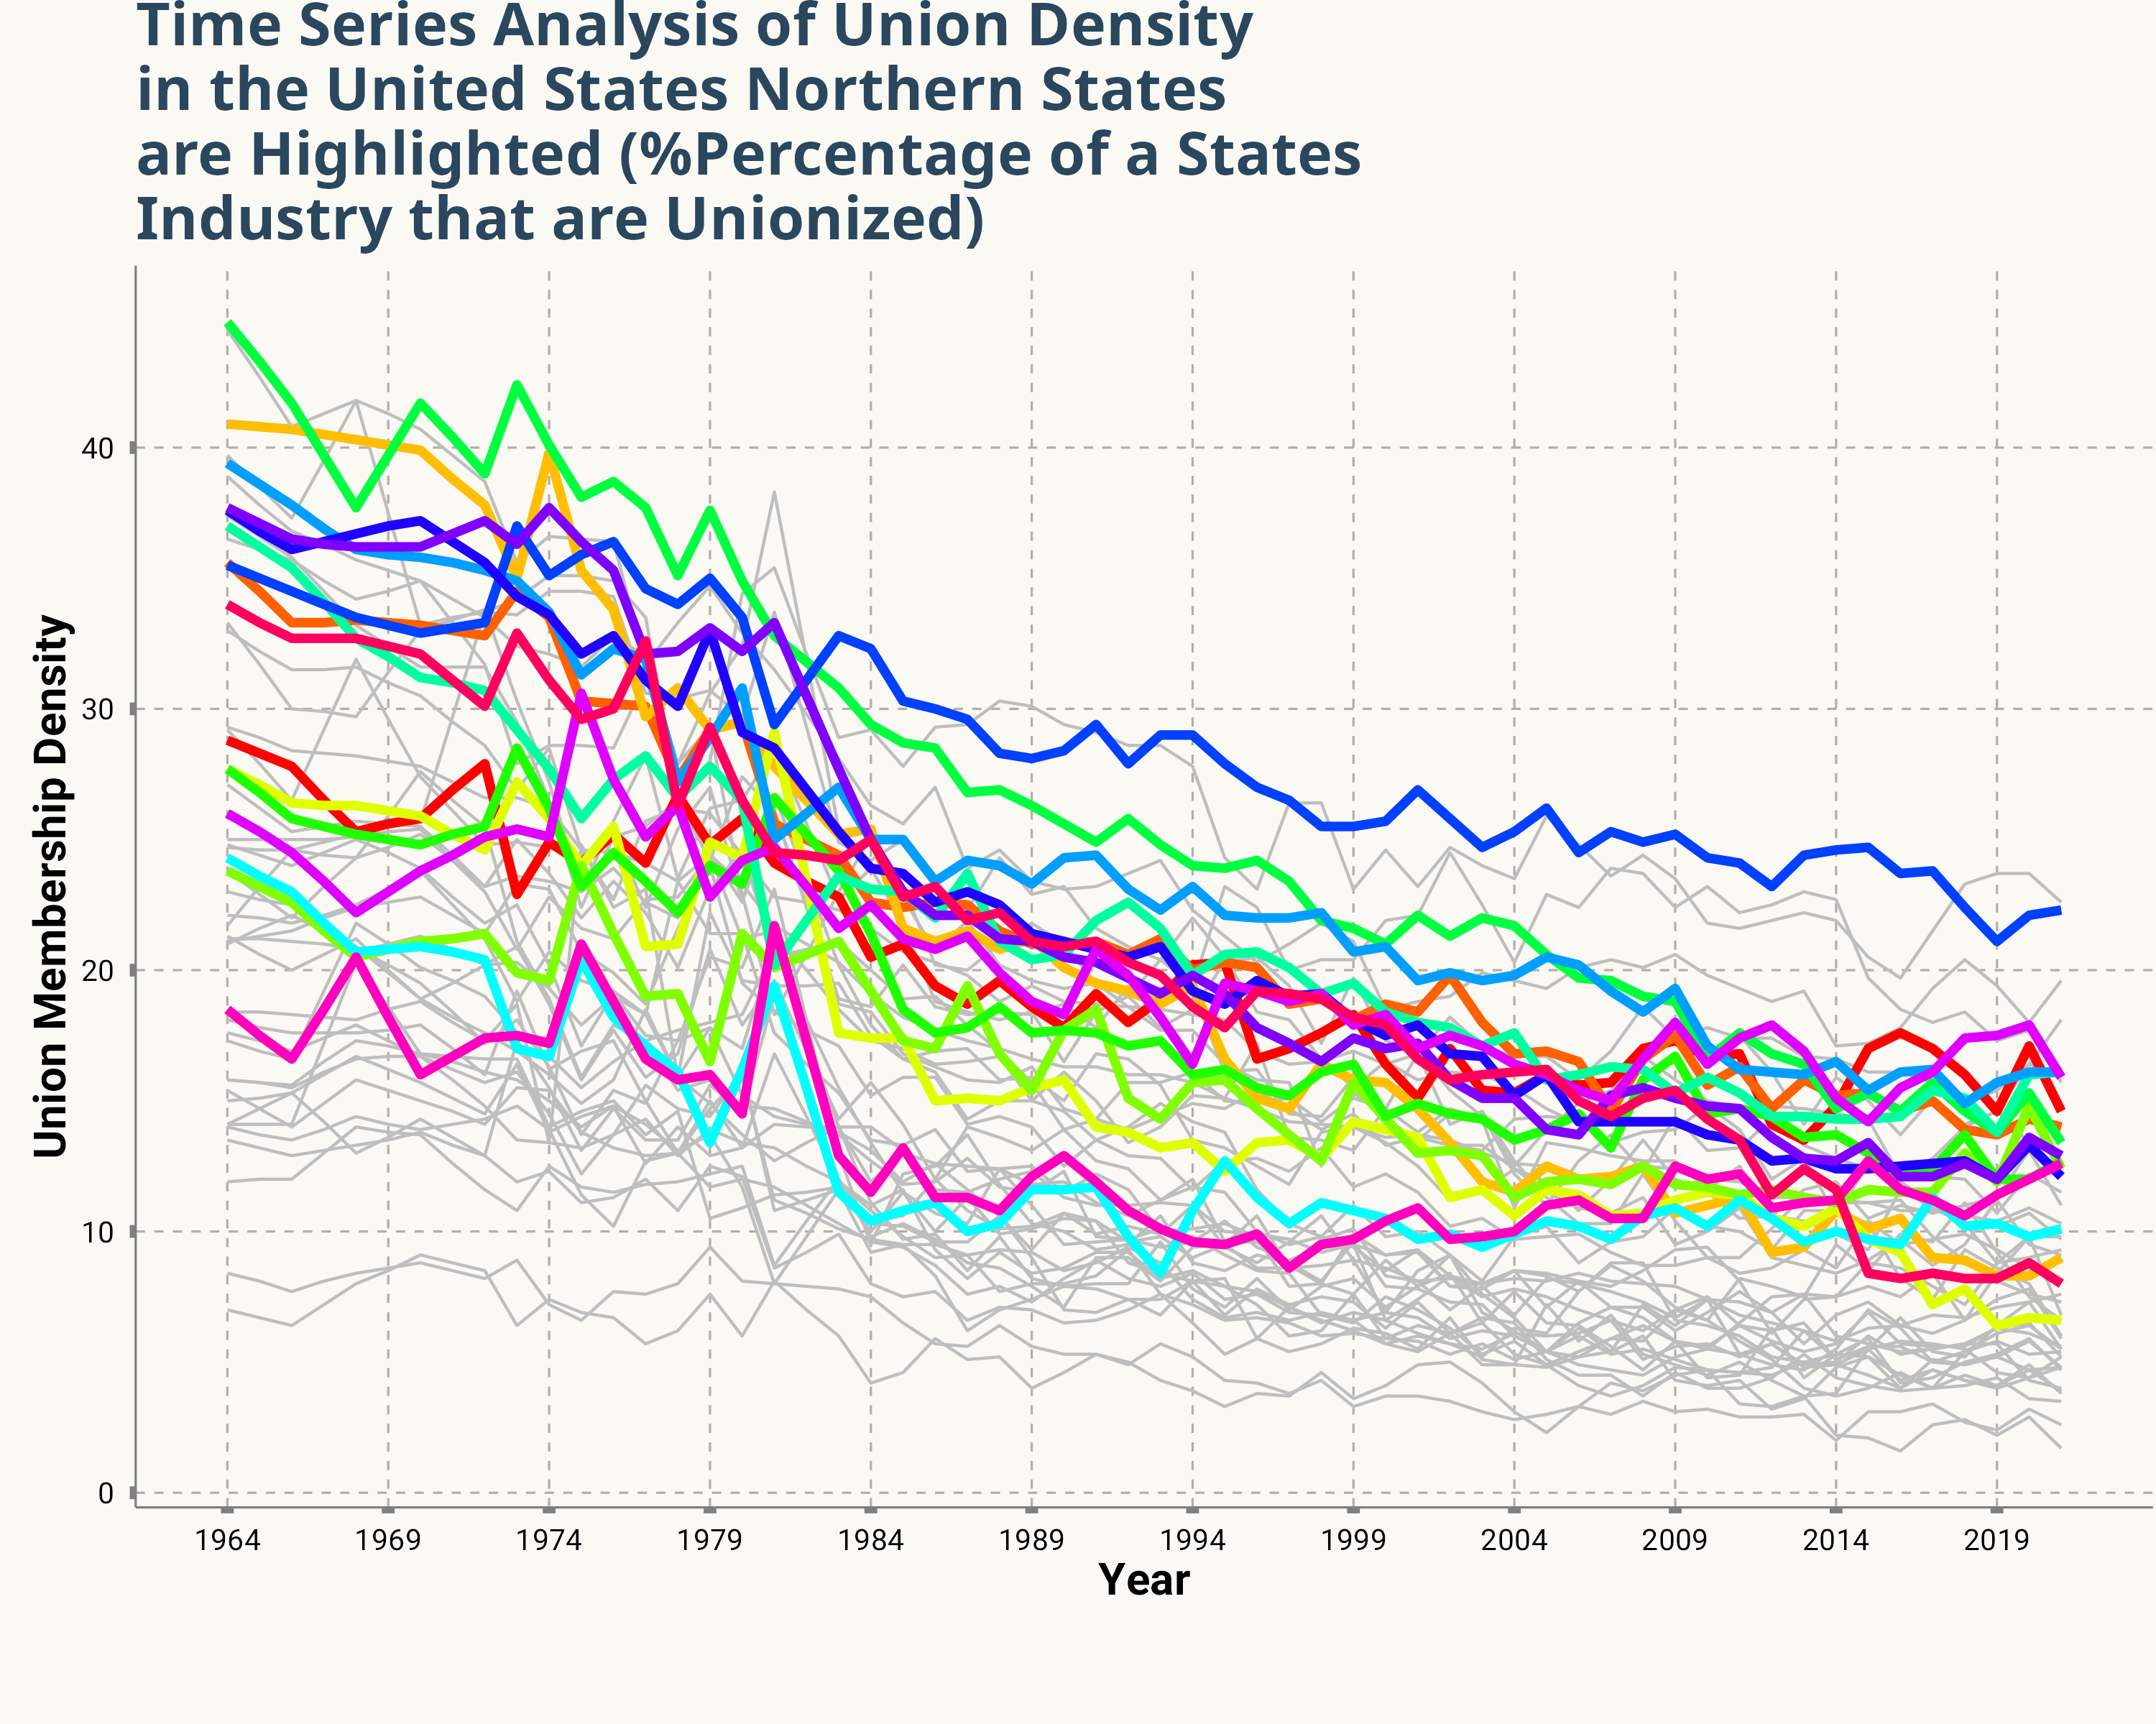 Time Series Analysis of Union Density
in the United States Northern States
are Highlighted (%Percentage of a States
Industry that are Unionized)
Union Membership Density
40
30
20
10
0
1964 1969 1974 1979 1984 1989 1994 1999 2004 2009 2014 2019
Year